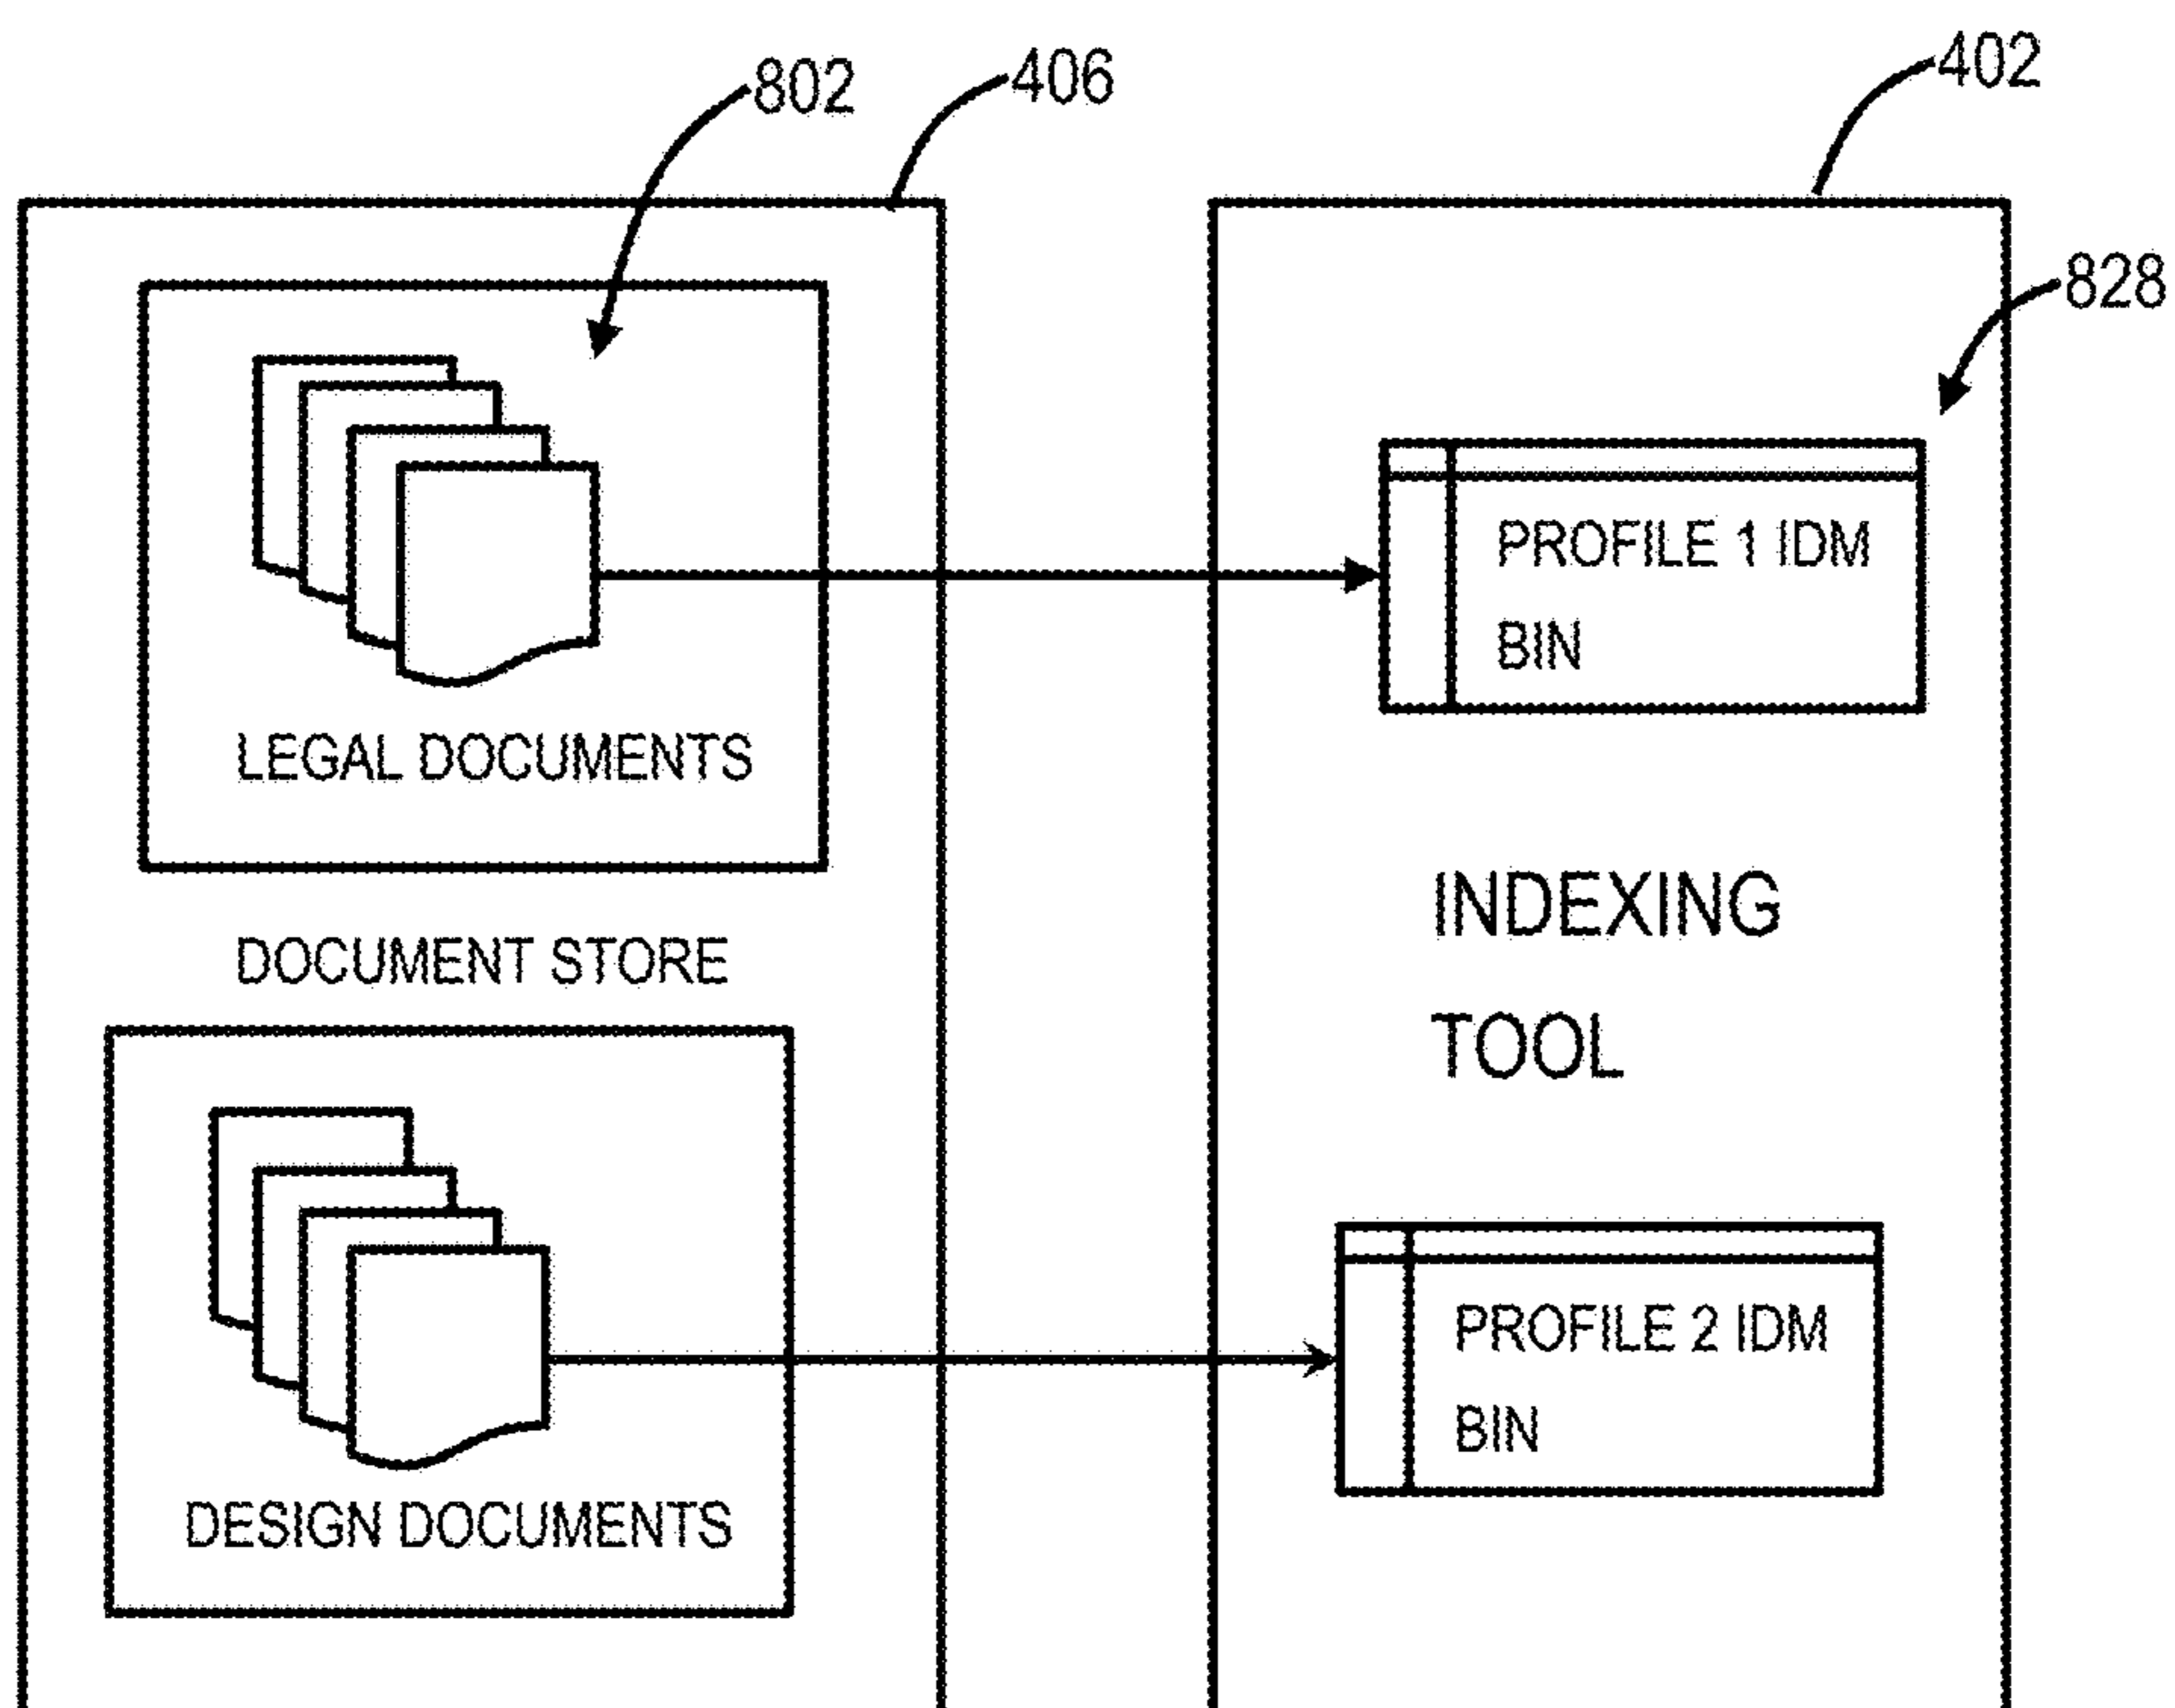 802
406
402
828
PROFILE 1 IDM
BIN
LEGAL DOCUMENTS
INDEXING
DOCUMENT STORE
TOOL
PROFILE 2 IDM
BIN
DESIGN DOCUMENTS